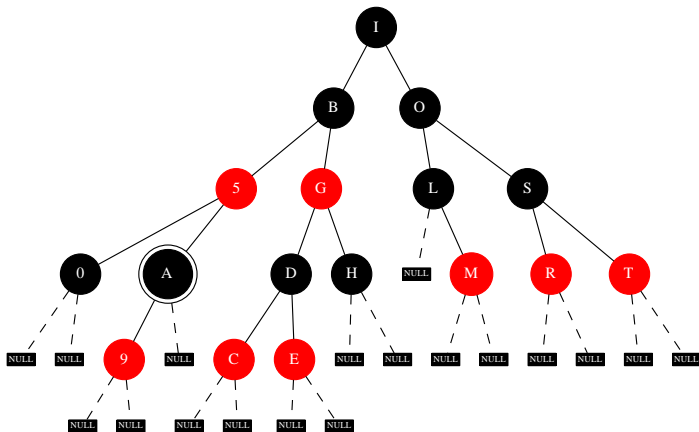 I
B O
5 G L S
0 A D H NULL M R T
NULL NULL 9 NULL C E NULL NULL NULL NULL NULL NULL NULL NULL
NULL NULL NULL NULL NULL NULL